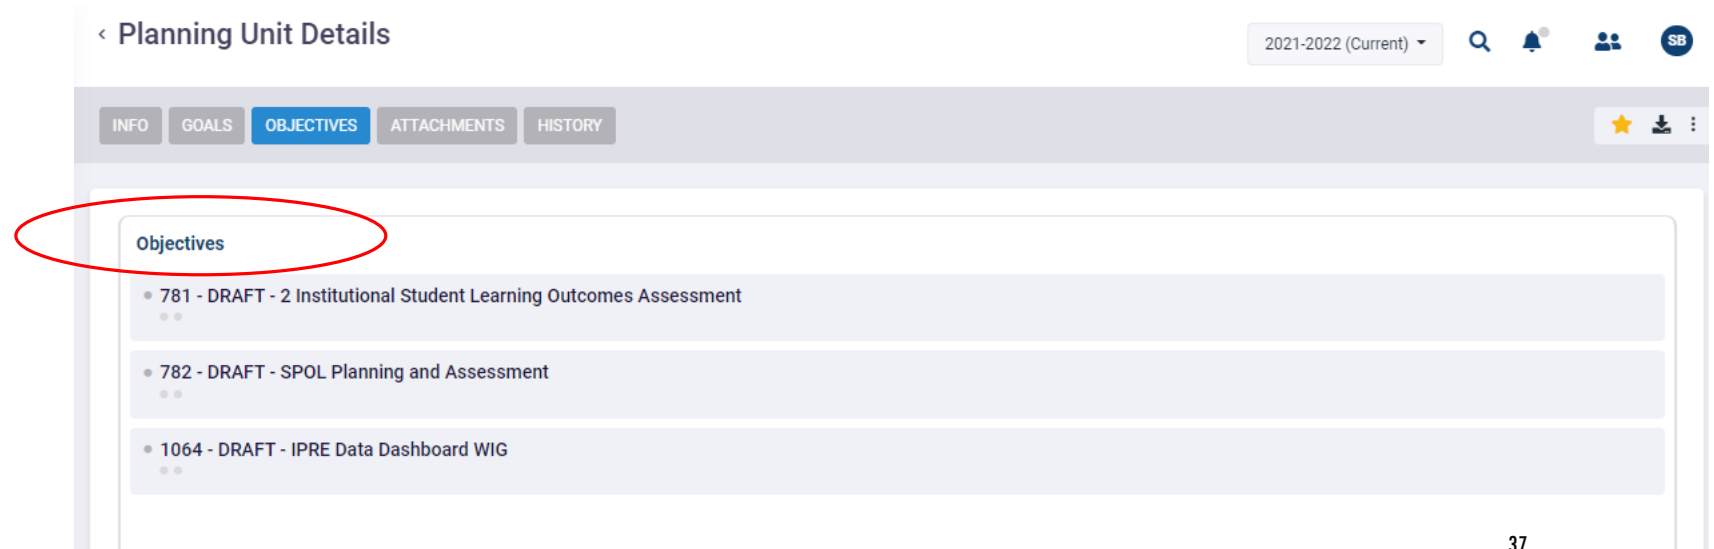 Planning Unit Details
2021-2022 (Current)
SB
INFO GOALS OBJECTIVES ATTACHMENTS HISTORY
Objectives
781 - DRAFT - 2 Institutional Student Learning Outcomes Assessment
782 - DRAFT - SPOL Planning and Assessment
1064 - DRAFT - IPRE Data Dashboard WIG
37